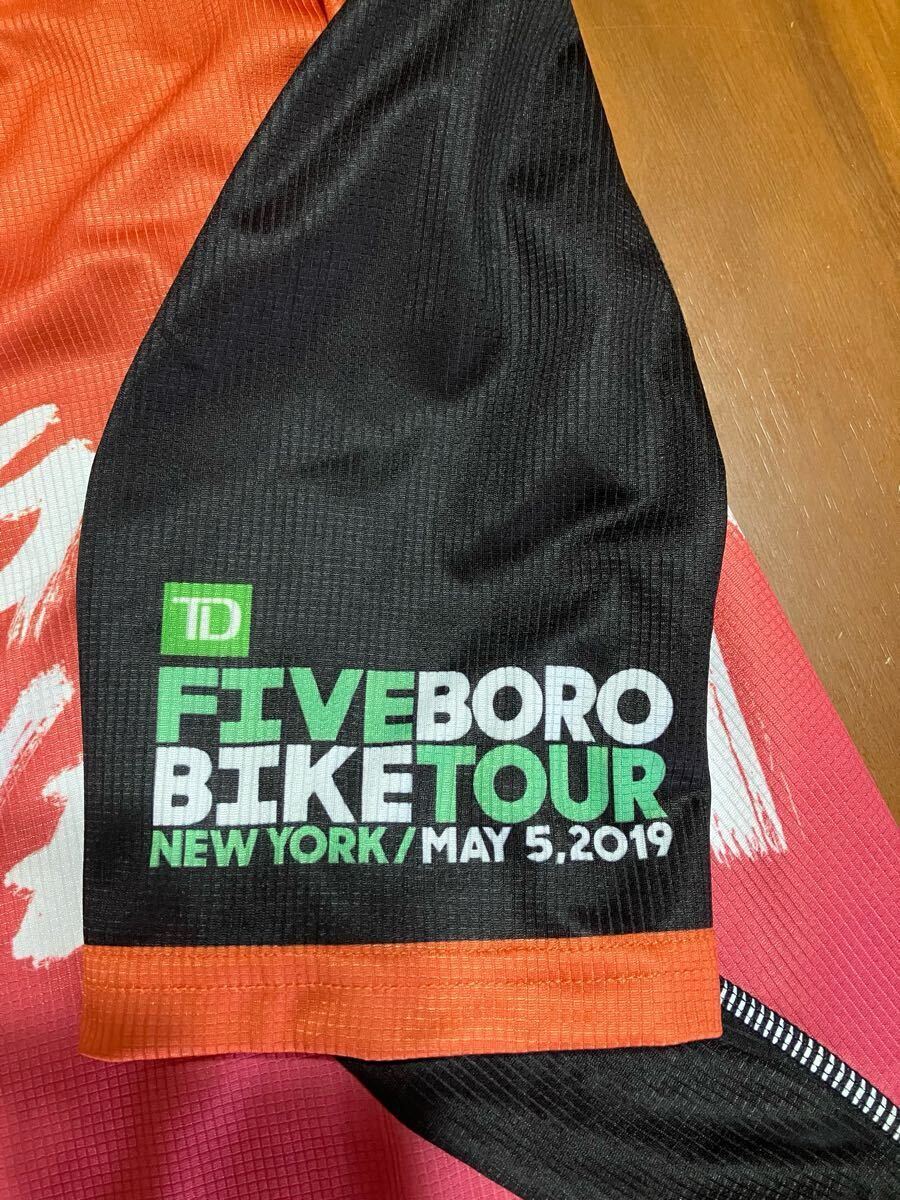 TD
FIVEBORO
BIKETOUR
NEW YORK/MAY 5,2019